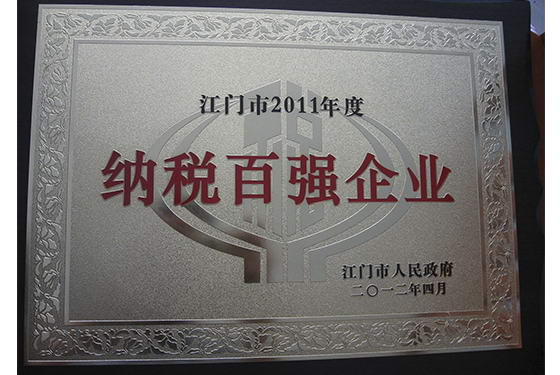 江门市2011年度
纳税百强企业
江门市人民政府
二〇一二年四月